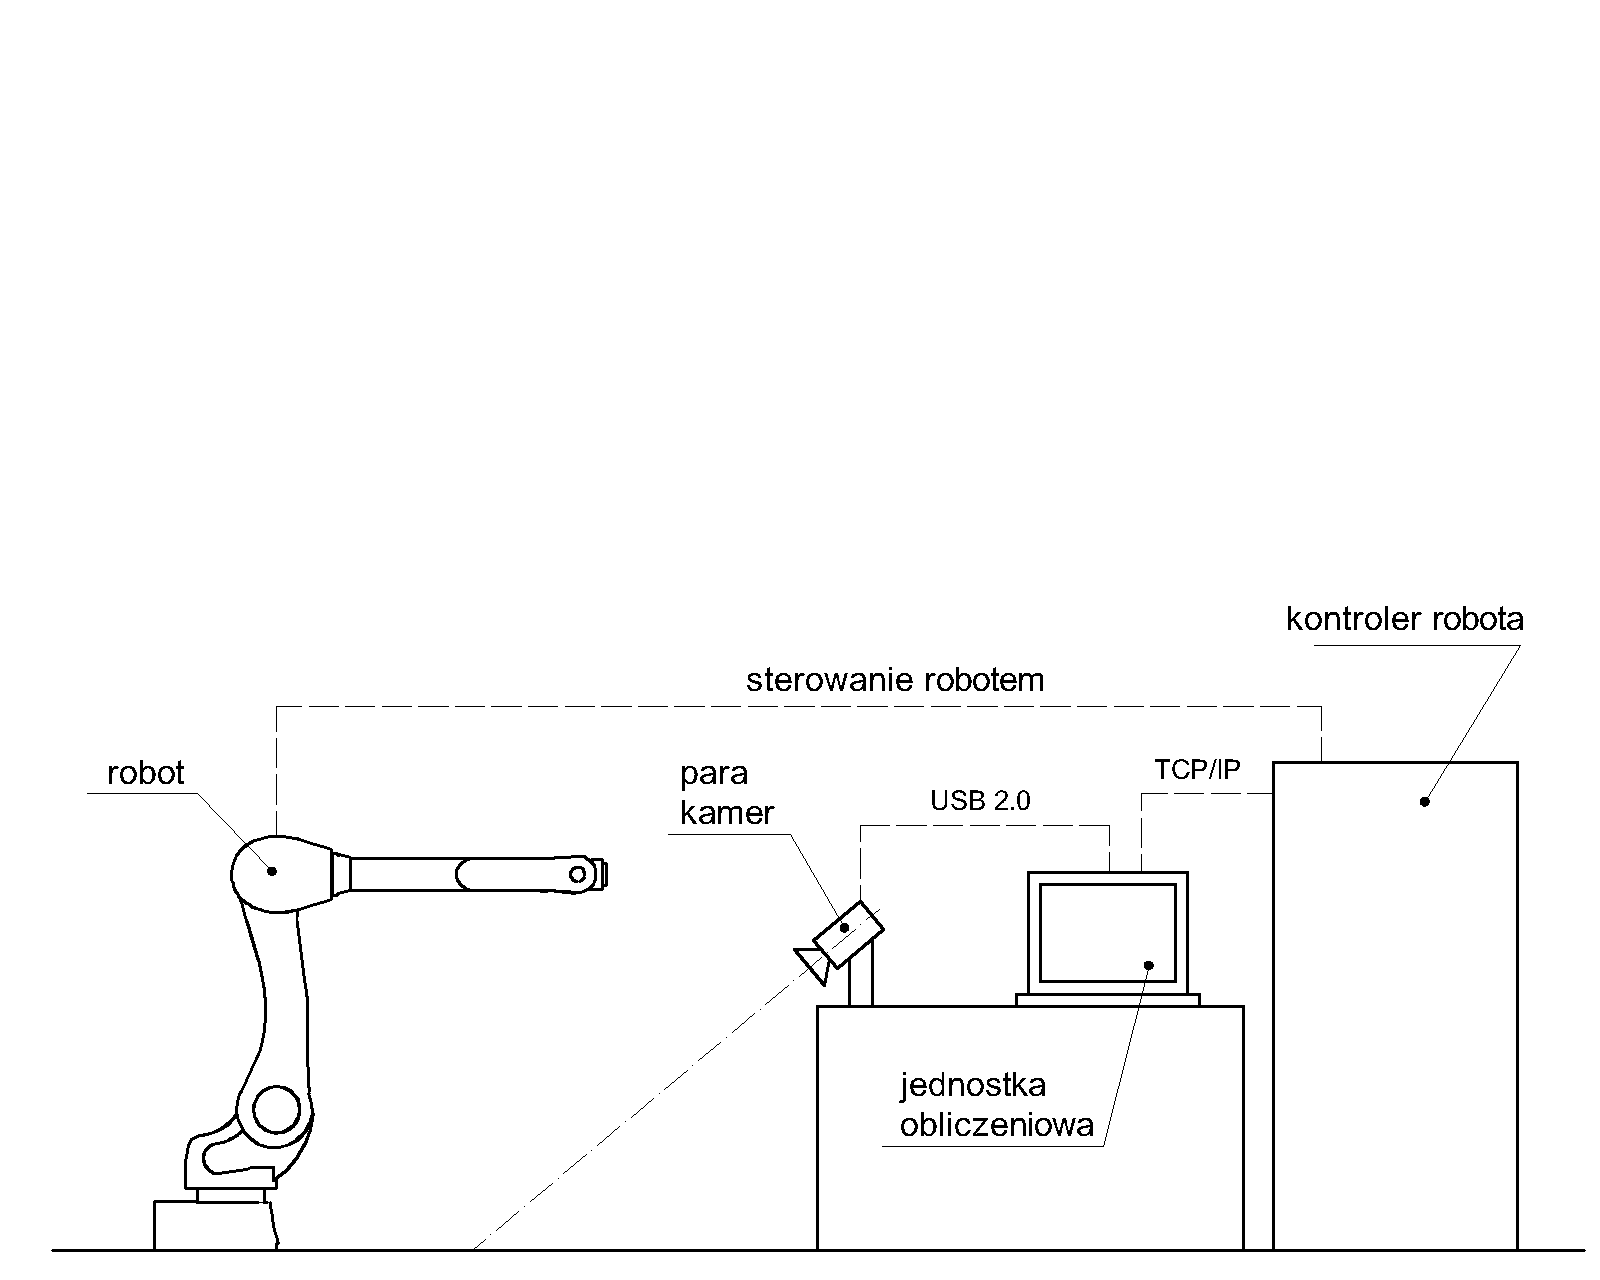 kontroler robota
sterowanie robotem
robot
para
kamer
USB 2.0
TCP/IP
jednostka
obliczeniowa